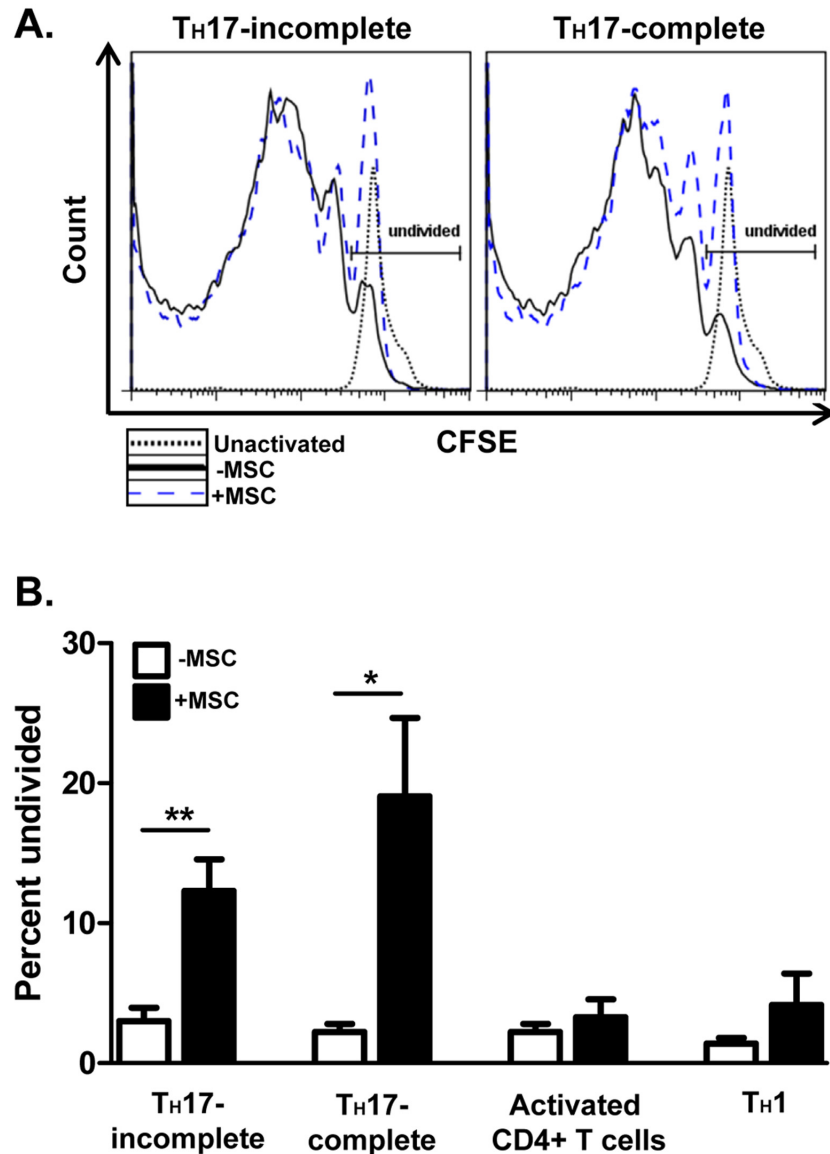 A.
TH17-incomplete
TH17-complete
Count
undivided
undivided
CFSE
Unactivated
-MSC
+MSC
B.
Percent undivided
30
20
10
0
-MSC
+MSC
**
*
TH17-
incomplete
TH17-
complete
Activated
CD4+ T cells
TH1